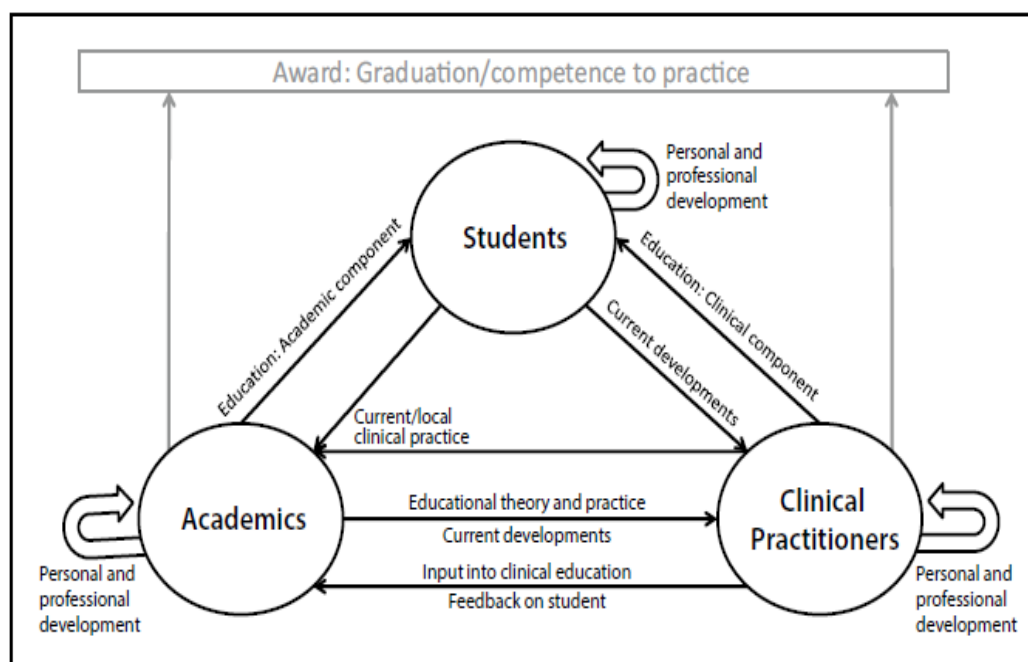 Award: Graduation/competence to practice
Personal and
professional
development
Students
Education: Academic component
Education: Clinical component
Current developments
Current/local
clinical practice
Academics
Educational theory and practice
Current developments
Clinical
Practitioners
Input into clinical education
Feedback on student
Personal and
professional
development
Personal and
professional
development